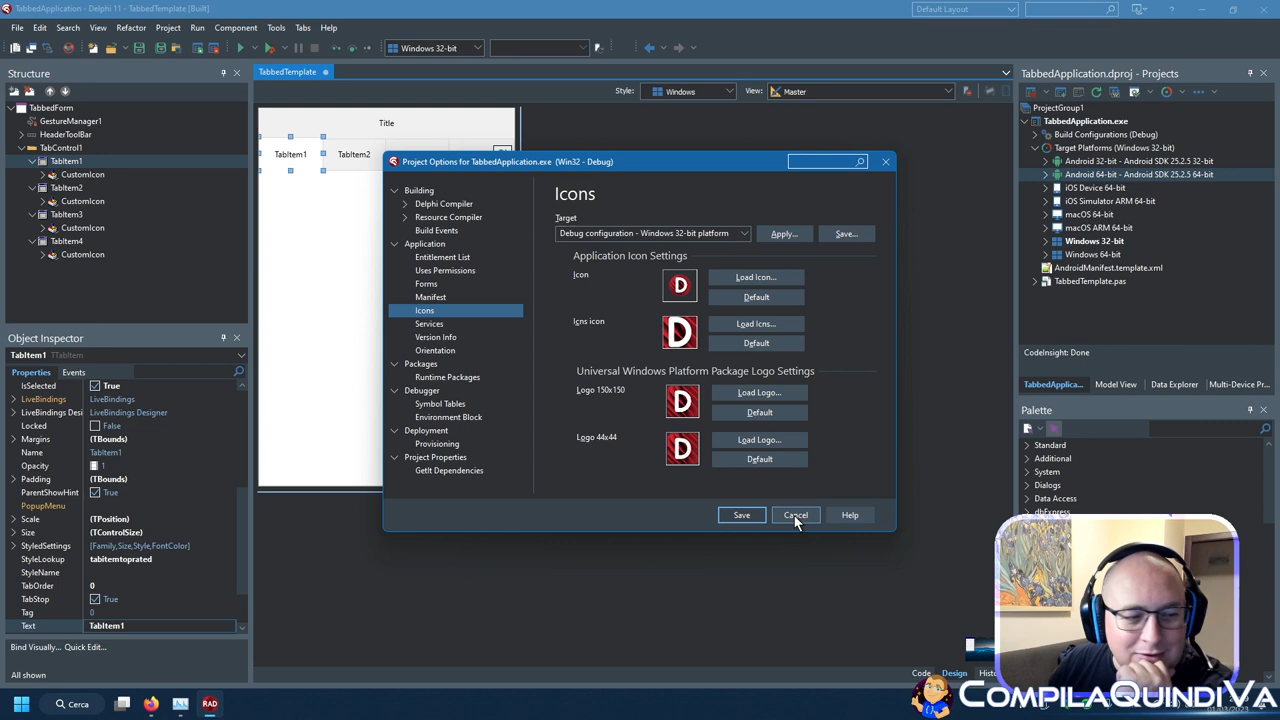 TabbedApplication - Delphi 11 - TabbedTemplate [Built]
Default Layout
File Edit Search View Refactor Project Run Component Tools Tabs Help
Windows 32-bit
Structure
TabbedForm
GestureManager1
HeaderToolBar
TabControl1
TabItem1
CustomIcon
TabItem2
CustomIcon
TabItem3
CustomIcon
TabItem4
CustomIcon
Object Inspector
TabItem1 TTabItem
Properties Events
IsSelected True
LiveBindings LiveBindings
LiveBindings Desi LiveBindings Designer
Locked False
Margins (TBounds)
Name TabItem1
Opacity 1
Padding (TBounds)
ParentShowHint True
PopupMenu
Scale (TPosition)
Size (TControlSize)
StyledSettings [Family,Size,Style,FontColor]
StyleLookup tabitemtoprated
StyleName
TabOrder 0
TabStop True
Tag 0
Text TabItem1
Bind Visually... Quick Edit...
All shown
TabbedTemplate
Style: Windows View: Master
Title
TabItem1 TabItem2
Project Options for TabbedApplication.exe (Win32 - Debug)
Building
Delphi Compiler
Resource Compiler
Build Events
Application
Entitlement List
Uses Permissions
Forms
Manifest
Icons
Services
Version Info
Orientation
Packages
Runtime Packages
Debugger
Symbol Tables
Environment Block
Deployment
Provisioning
Project Properties
GetIt Dependencies
Icons
Target
Debug configuration - Windows 32-bit platform Apply... Save...
Application Icon Settings
Icon D Load Icon...
Default
Icns icon D Load Icns...
Default
Universal Windows Platform Package Logo Settings
Logo 150x150 D Load Logo...
Default
Logo 44x44 D Load Logo...
Default
Save Cancel Help
TabbedApplication.dproj - Projects
ProjectGroup1
TabbedApplication.exe
Build Configurations (Debug)
Target Platforms (Windows 32-bit)
Android 32-bit - Android SDK 25.2.5 32-bit
Android 64-bit - Android SDK 25.2.5 64-bit
iOS Device 64-bit
iOS Simulator ARM 64-bit
macOS 64-bit
macOS ARM 64-bit
Windows 32-bit
Windows 64-bit
AndroidManifest.template.xml
TabbedTemplate.pas
CodeInsight: Done
TabbedApplica... Model View Data Explorer Multi-Device Pr...
Palette
Standard
Additional
System
Dialogs
Data Access
dbExpress
Code Design Hist
Cerca
RAD
COMPILAQUINDIVA